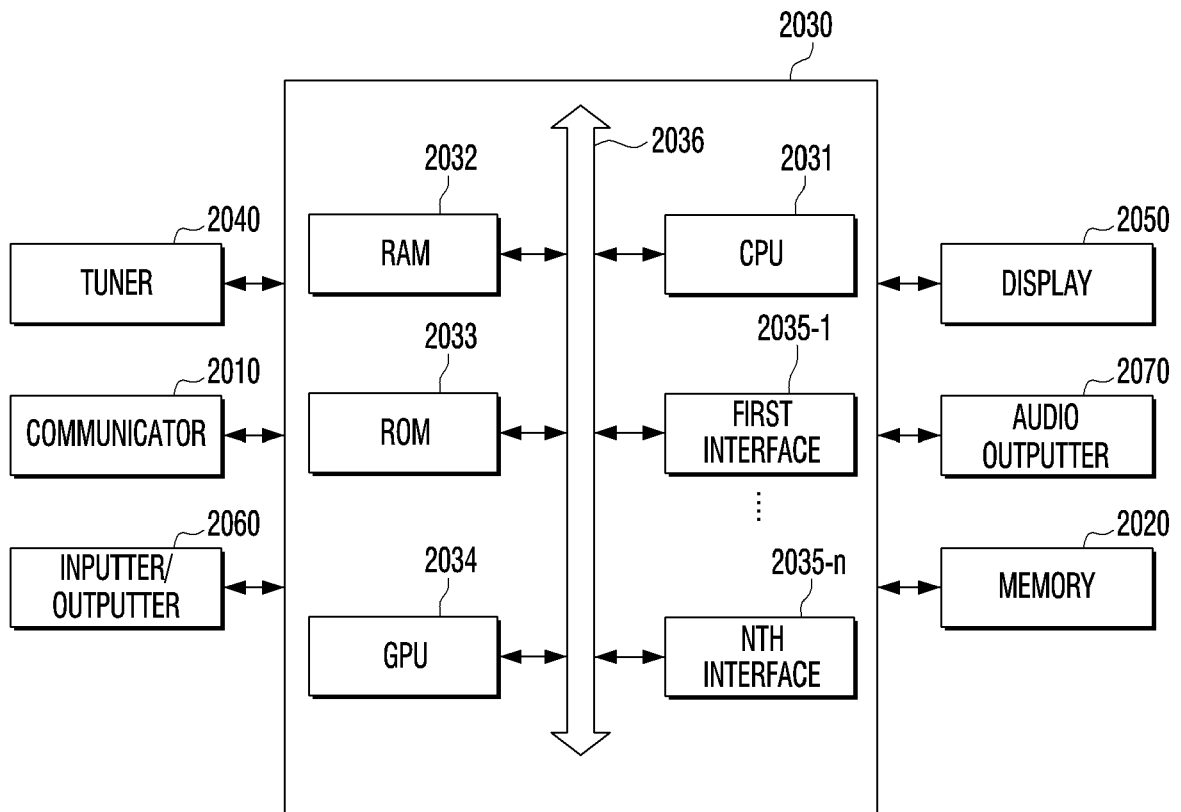 2030
2036
2032
2031
2040
2050
RAM
CPU
TUNER
DISPLAY
2033
2035-1
2010
2070
COMMUNICATOR
ROM
FIRST
INTERFACE
AUDIO
OUTPUTTER
2060
2020
2034
2035-n
INPUTTER/
OUTPUTTER
MEMORY
GPU
NTH
INTERFACE